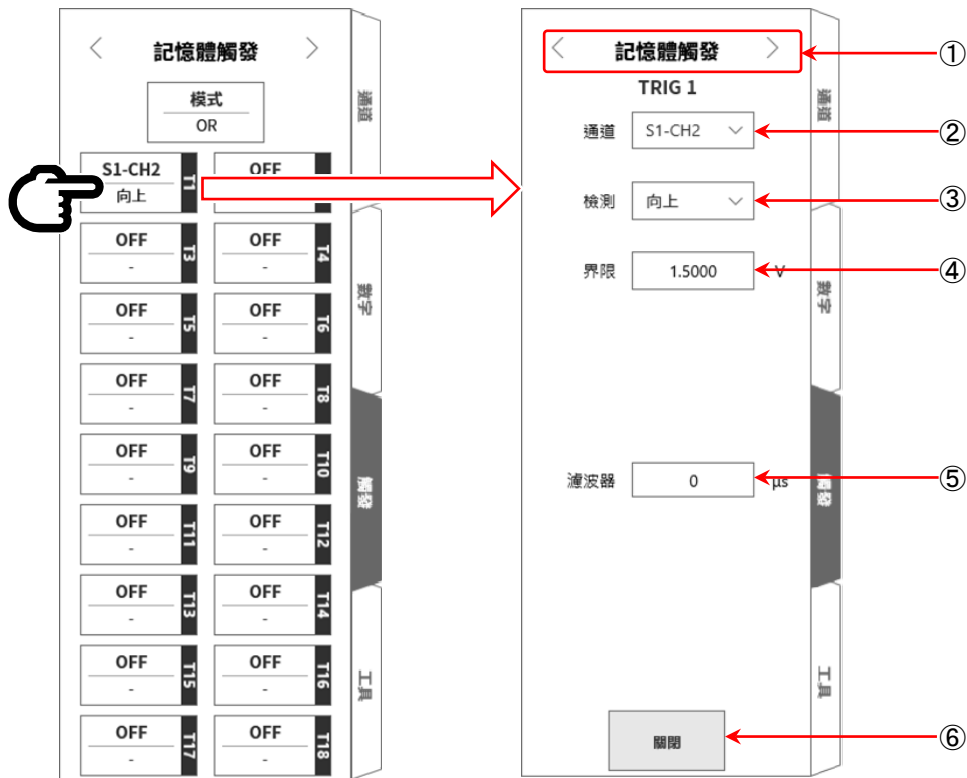 記憶體觸發
模式
OR
S1-CH2
向上
T1
OFF
OFF
-
T3
OFF
-
T4
OFF
-
T5
OFF
-
T6
OFF
-
T7
OFF
-
T8
OFF
-
T9
OFF
-
T10
OFF
-
T11
OFF
-
T12
OFF
-
T13
OFF
-
T14
OFF
-
T15
OFF
-
T16
OFF
-
T17
OFF
-
T18
通道
數字
觸發
工具
記憶體觸發
①
TRIG 1
通道 S1-CH2
②
檢測 向上
③
界限 1.5000 V
④
濾波器 0 µs
⑤
關閉
⑥
通道
數字
觸發
工具